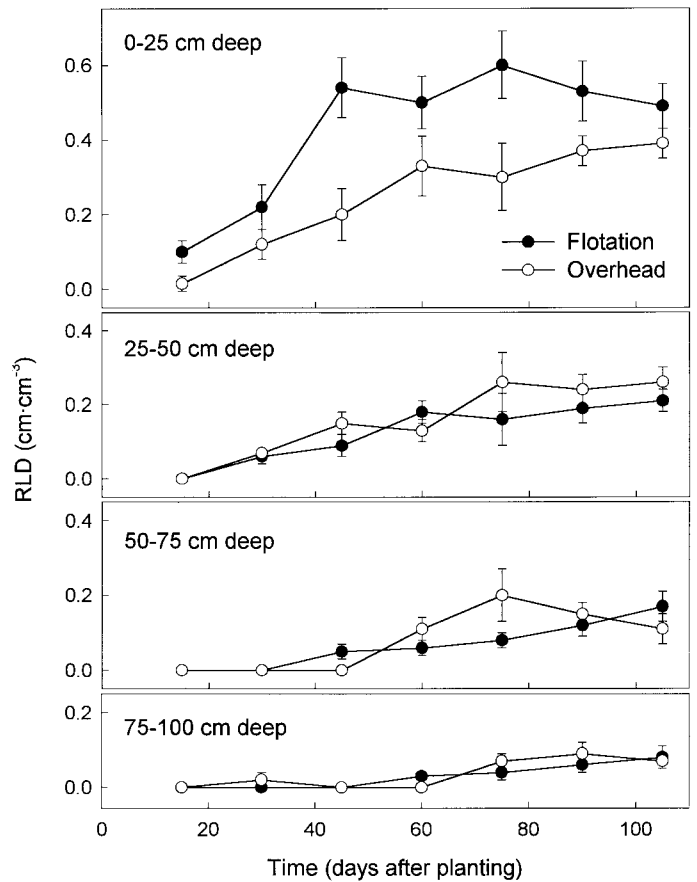 0-25 cm deep
0.6
0.4
0.2
0.0
Flotation
Overhead
25-50 cm deep
0.4
0.2
0.0
50-75 cm deep
0.4
0.2
0.0
75-100 cm deep
0.2
0.0
RLD (cm·cm⁻³)
0 20 40 60 80 100
Time (days after planting)